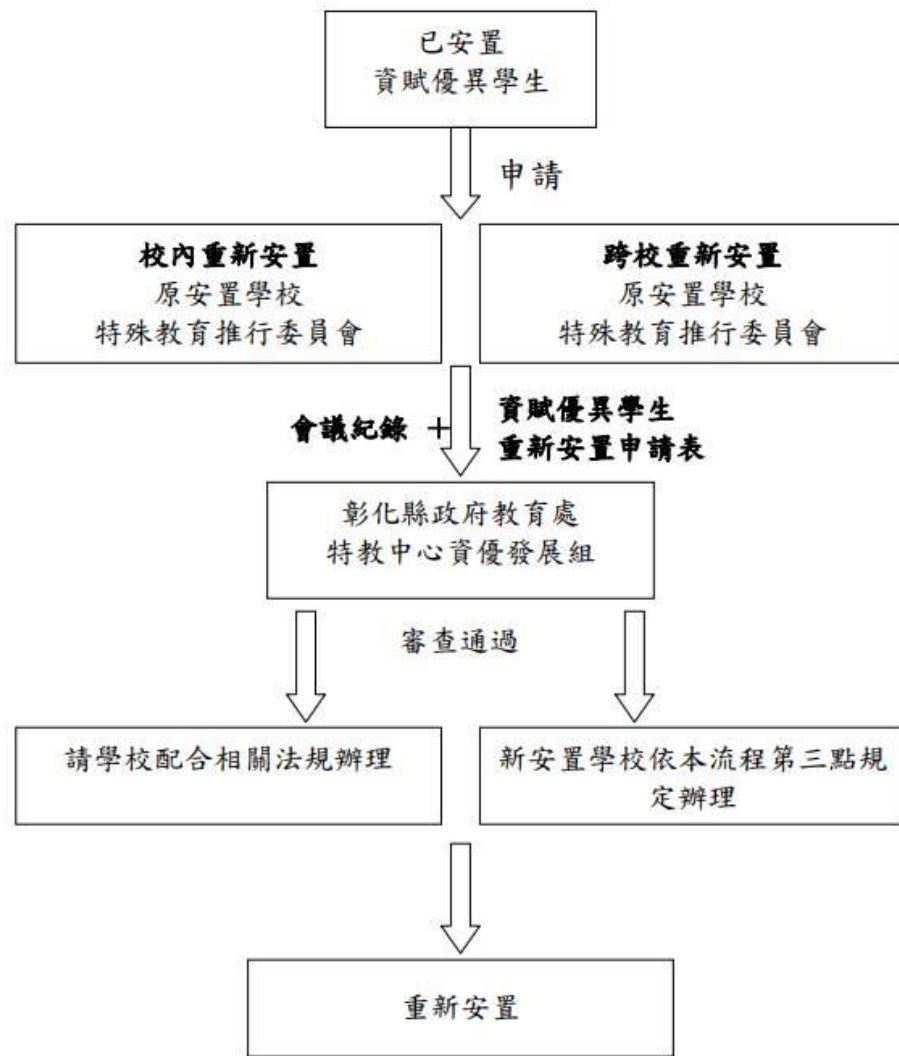 已安置
資賦優異學生
申請
校內重新安置
原安置學校
特殊教育推行委員會
跨校重新安置
原安置學校
特殊教育推行委員會
會議紀錄 +
資賦優異學生
重新安置申請表
彰化縣政府教育處
特教中心資優發展組
審查通過
請學校配合相關法規辦理
新安置學校依本流程第三點規
定辦理
重新安置